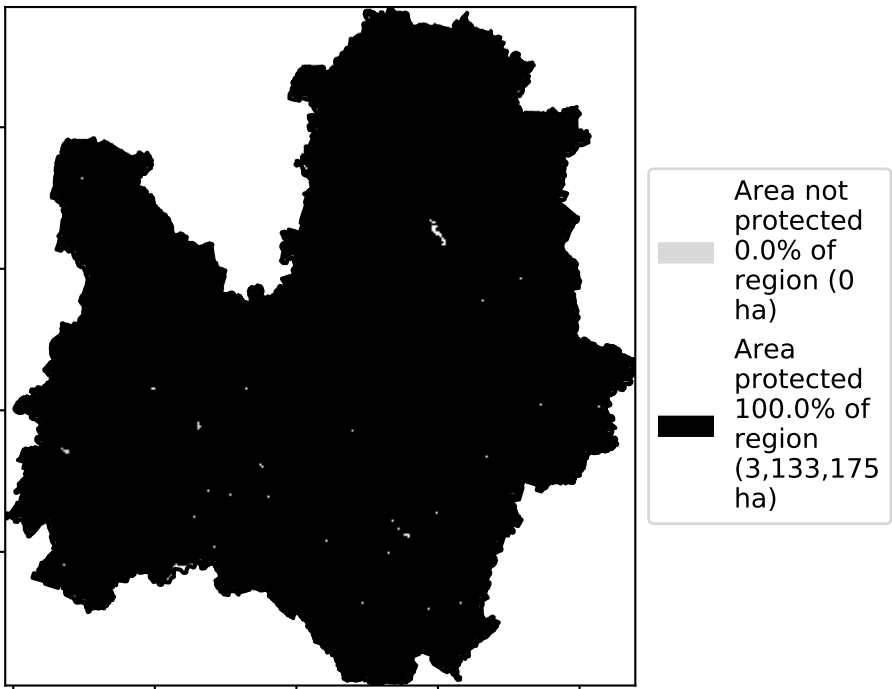 Area not
protected
0.0% of
region (0
ha)
Area
protected
100.0% of
region
(3,133,175
ha)